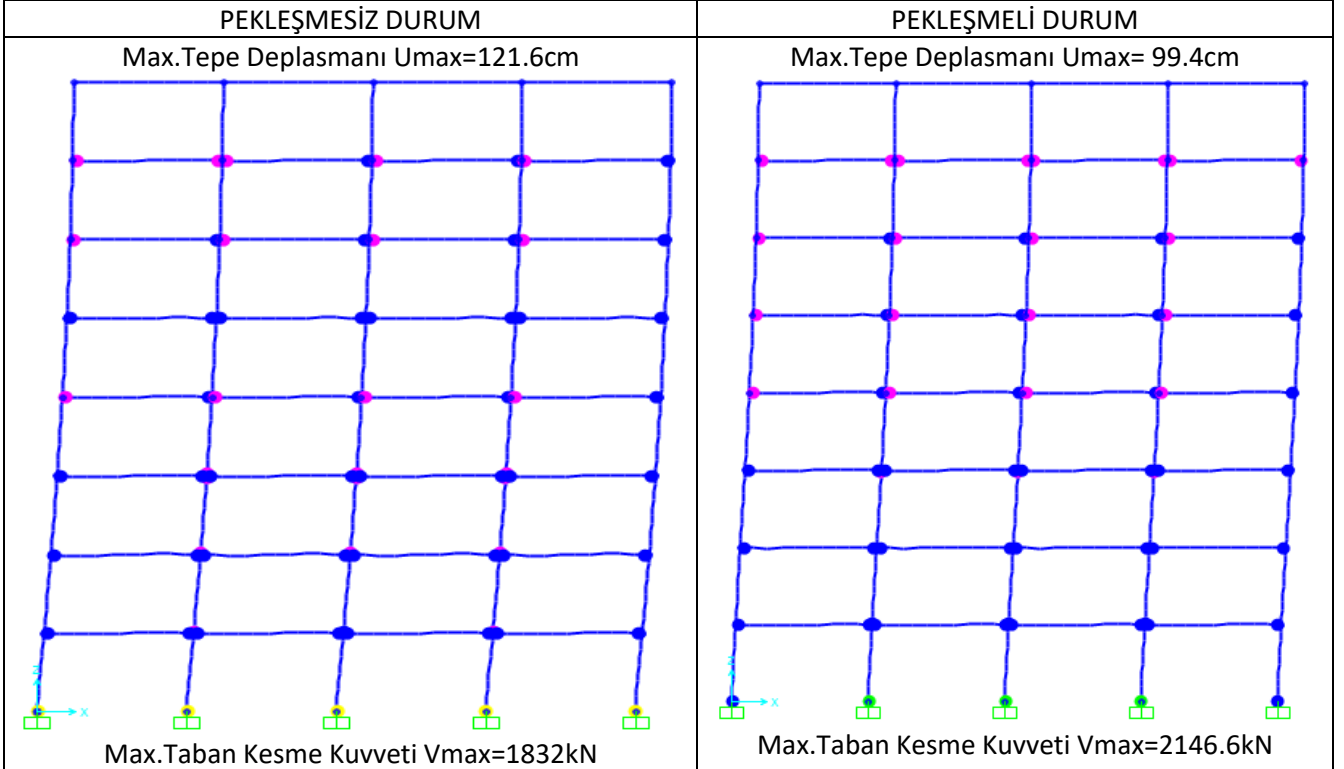 PEKLEŞMESİZ DURUM
Max.Tepe Deplasmanı Umax=121.6cm
Z
X
Max.Taban Kesme Kuvveti Vmax=1832kN
PEKLEŞMELİ DURUM
Max.Tepe Deplasmanı Umax= 99.4cm
Z
X
Max.Taban Kesme Kuvveti Vmax=2146.6kN